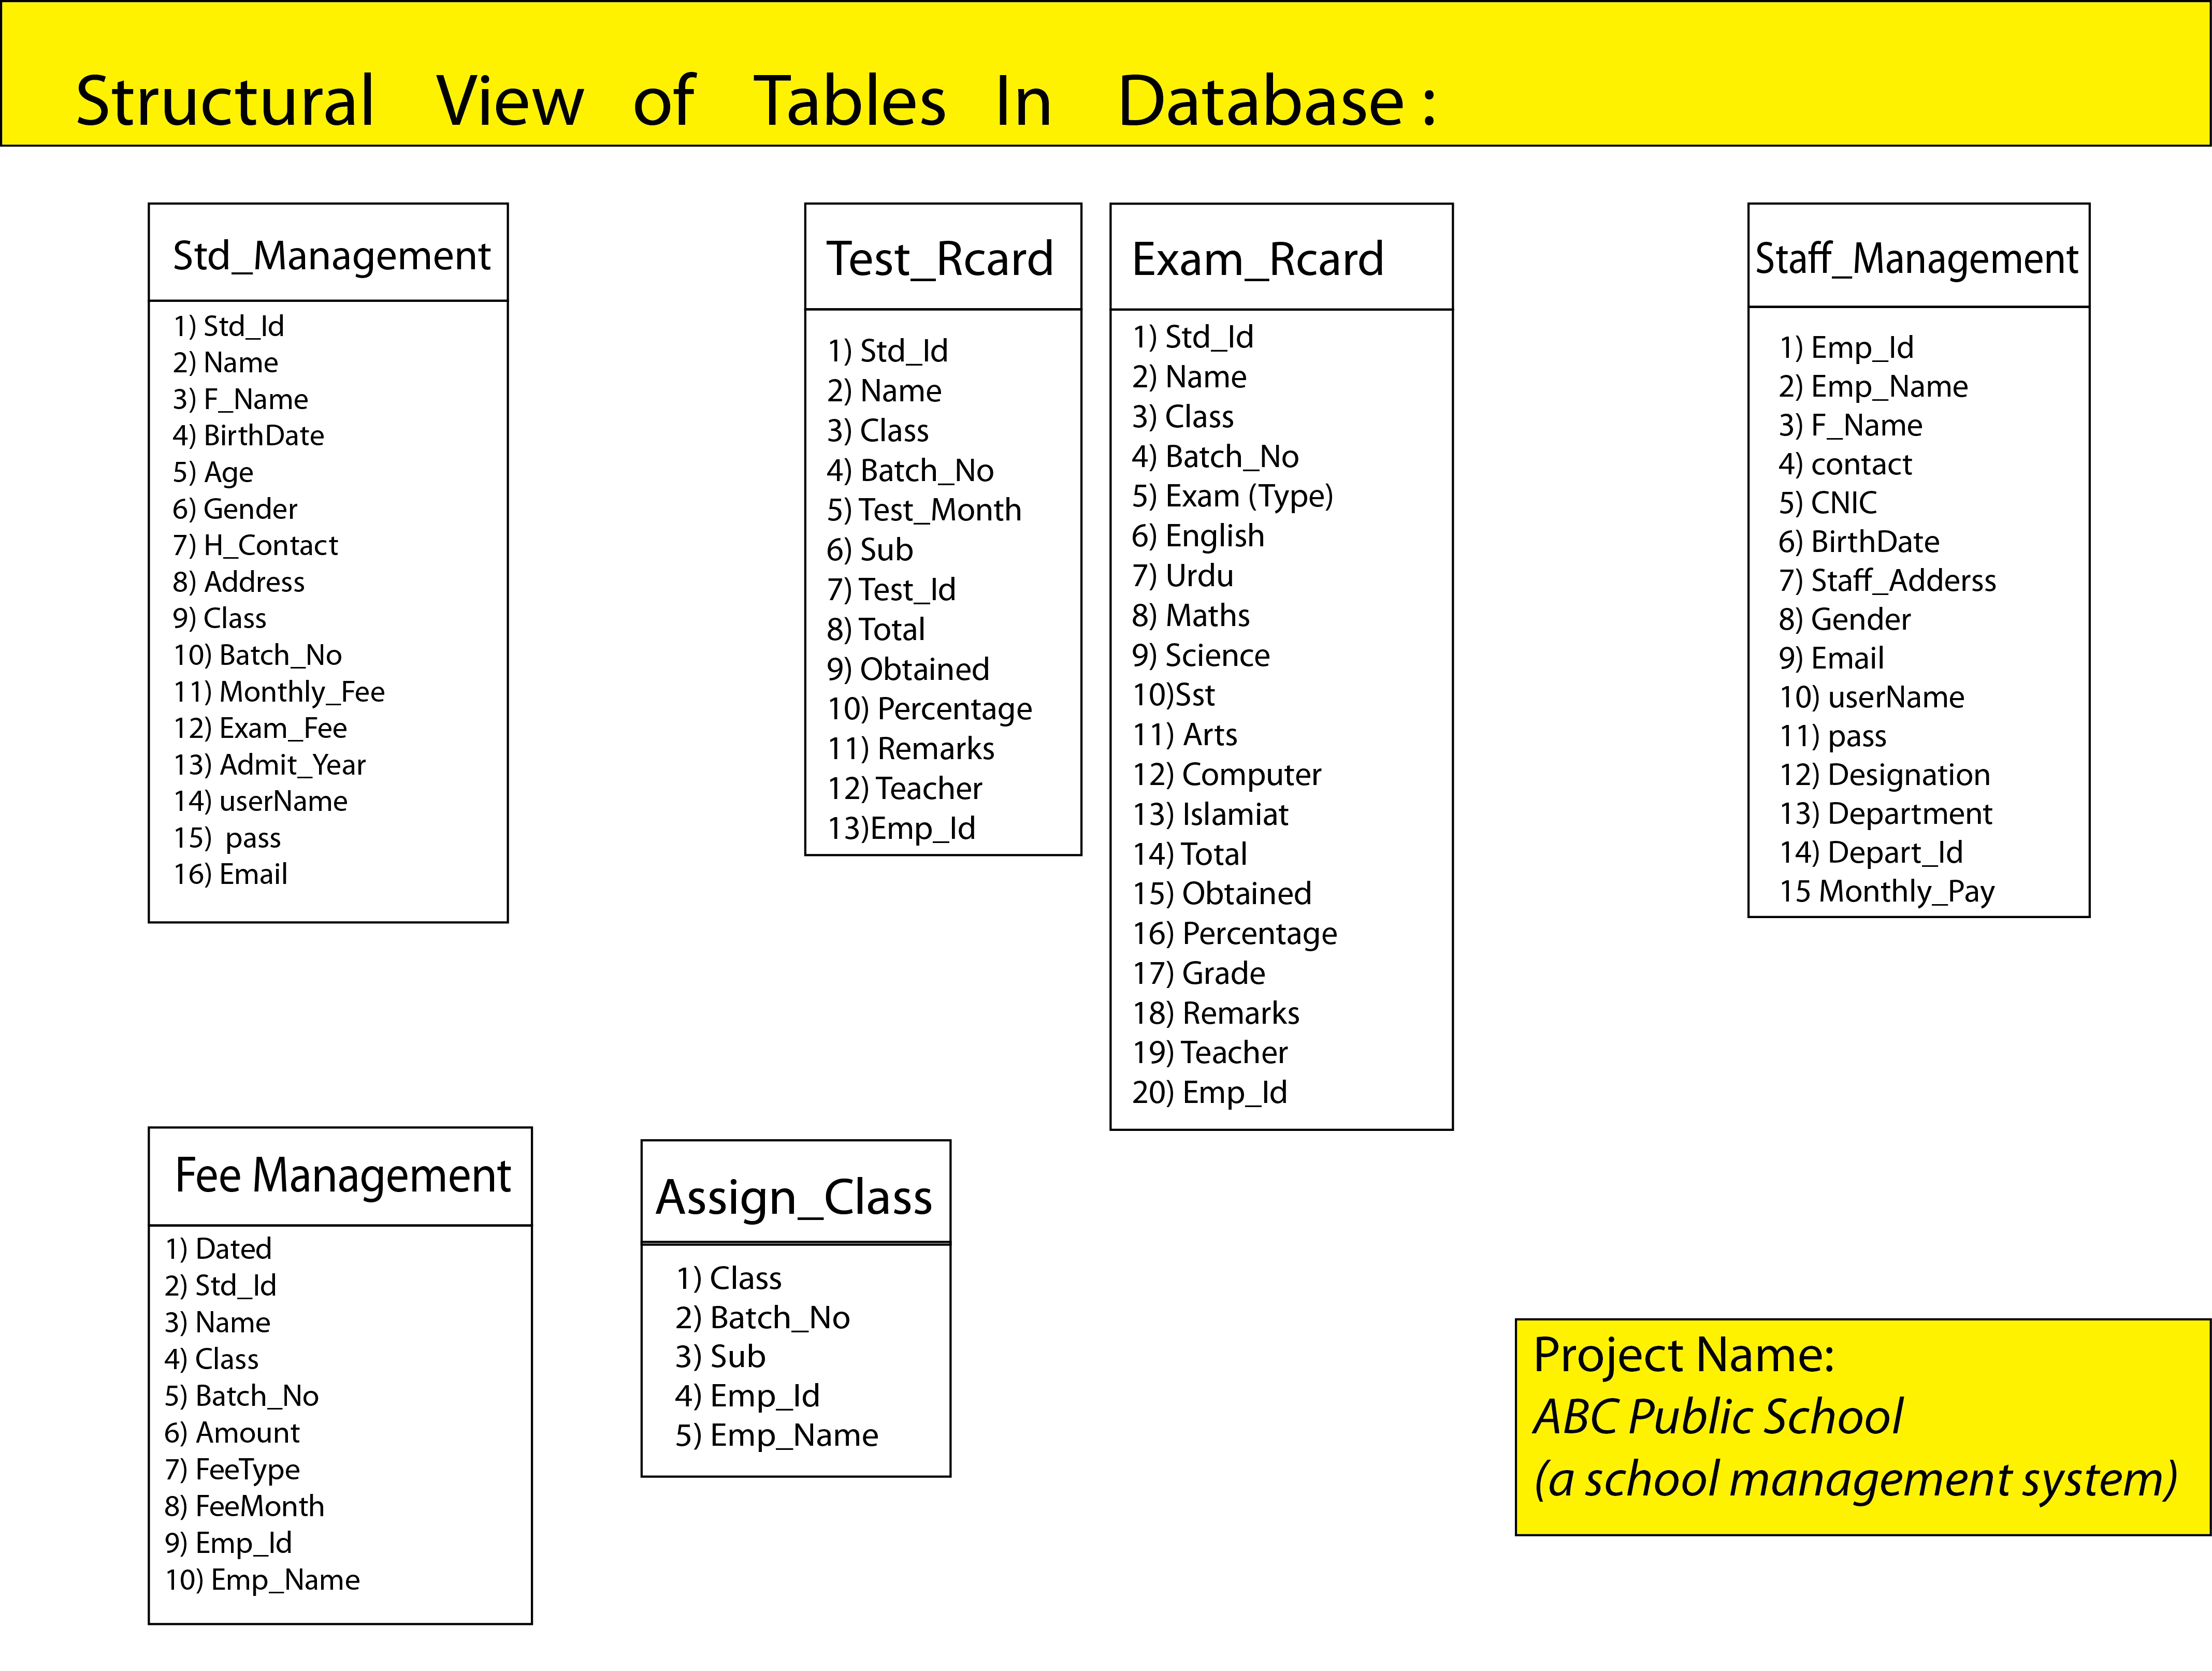 Structural View of Tables In Database :
Std_Management
1) Std_Id
2) Name
3) F_Name
4) BirthDate
5) Age
6) Gender
7) H_Contact
8) Address
9) Class
10) Batch_No
11) Monthly_Fee
12) Exam_Fee
13) Admit_Year
14) userName
15) pass
16) Email
Test_Rcard
1) Std_Id
2) Name
3) Class
4) Batch_No
5) Test_Month
6) Sub
7) Test_Id
8) Total
9) Obtained
10) Percentage
11) Remarks
12) Teacher
13)Emp_Id
Exam_Rcard
1) Std_Id
2) Name
3) Class
4) Batch_No
5) Exam (Type)
6) English
7) Urdu
8) Maths
9) Science
10)Sst
11) Arts
12) Computer
13) Islamiat
14) Total
15) Obtained
16) Percentage
17) Grade
18) Remarks
19) Teacher
20) Emp_Id
Staff_Management
1) Emp_Id
2) Emp_Name
3) F_Name
4) contact
5) CNIC
6) BirthDate
7) Staff_Adderss
8) Gender
9) Email
10) userName
11) pass
12) Designation
13) Department
14) Depart_Id
15 Monthly_Pay
Fee Management
1) Dated
2) Std_Id
3) Name
4) Class
5) Batch_No
6) Amount
7) FeeType
8) FeeMonth
9) Emp_Id
10) Emp_Name
Assign_Class
1) Class
2) Batch_No
3) Sub
4) Emp_Id
5) Emp_Name
Project Name:
ABC Public School
(a school management system)